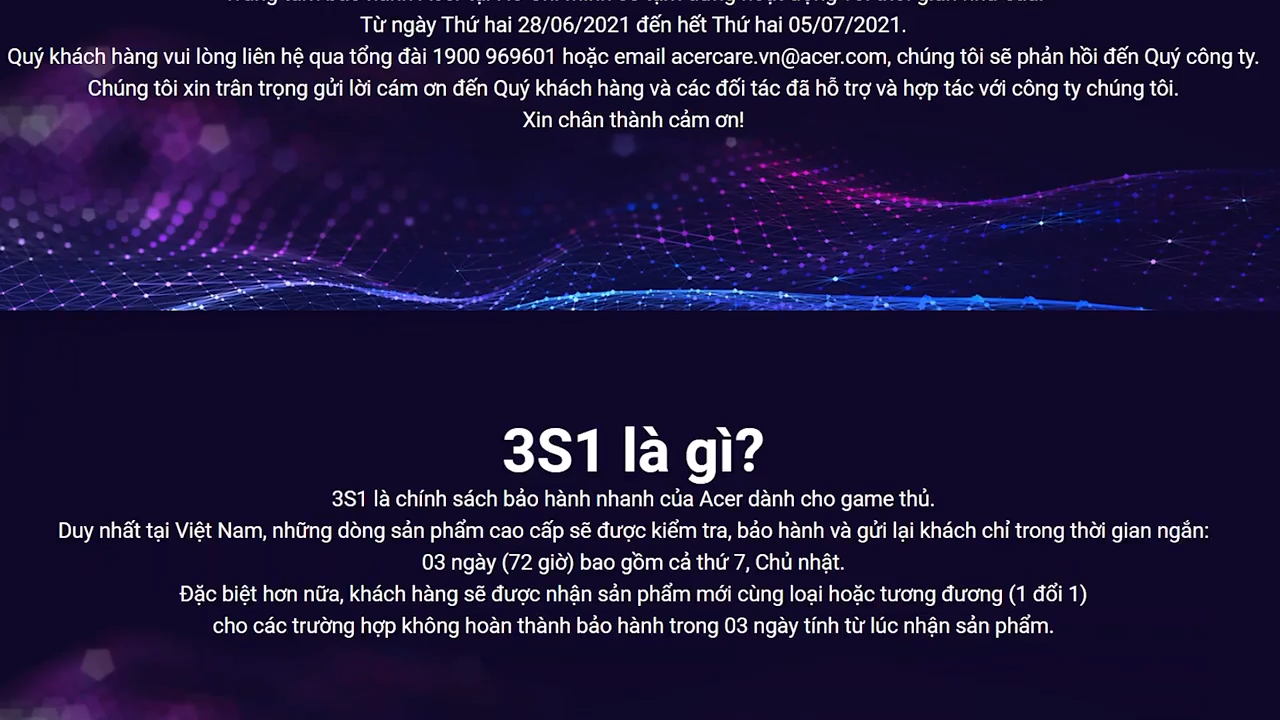 Từ ngày Thứ hai 28/06/2021 đến hết Thứ hai 05/07/2021.
Quý khách hàng vui lòng liên hệ qua tổng đài 1900 969601 hoặc email acercare.vn@acer.com, chúng tôi sẽ phản hồi đến Quý công ty.
Chúng tôi xin trân trọng gửi lời cám ơn đến Quý khách hàng và các đối tác đã hỗ trợ và hợp tác với công ty chúng tôi.
Xin chân thành cảm ơn!
3S1 là gì?
3S1 là chính sách bảo hành nhanh của Acer dành cho game thủ.
Duy nhất tại Việt Nam, những dòng sản phẩm cao cấp sẽ được kiểm tra, bảo hành và gửi lại khách chỉ trong thời gian ngắn:
03 ngày (72 giờ) bao gồm cả thứ 7, Chủ nhật.
Đặc biệt hơn nữa, khách hàng sẽ được nhận sản phẩm mới cùng loại hoặc tương đương (1 đổi 1)
cho các trường hợp không hoàn thành bảo hành trong 03 ngày tính từ lúc nhận sản phẩm.